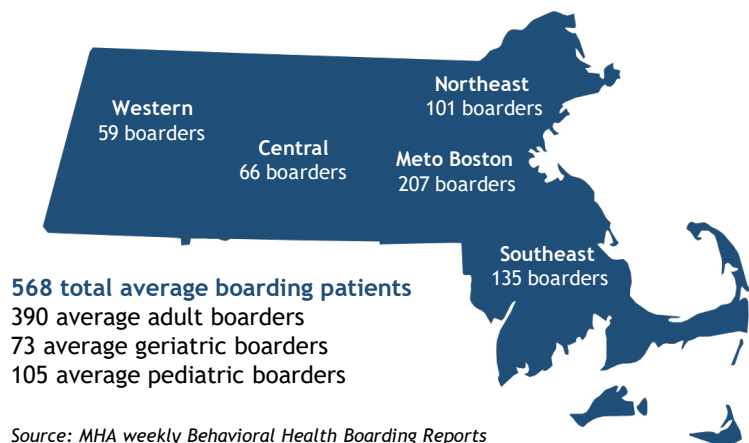 Northeast
101 boarders
Western
59 boarders
Central
66 boarders
Meto Boston
207 boarders
Southeast
135 boarders
568 total average boarding patients
390 average adult boarders
73 average geriatric boarders
105 average pediatric boarders
Source: MHA weekly Behavioral Health Boarding Reports